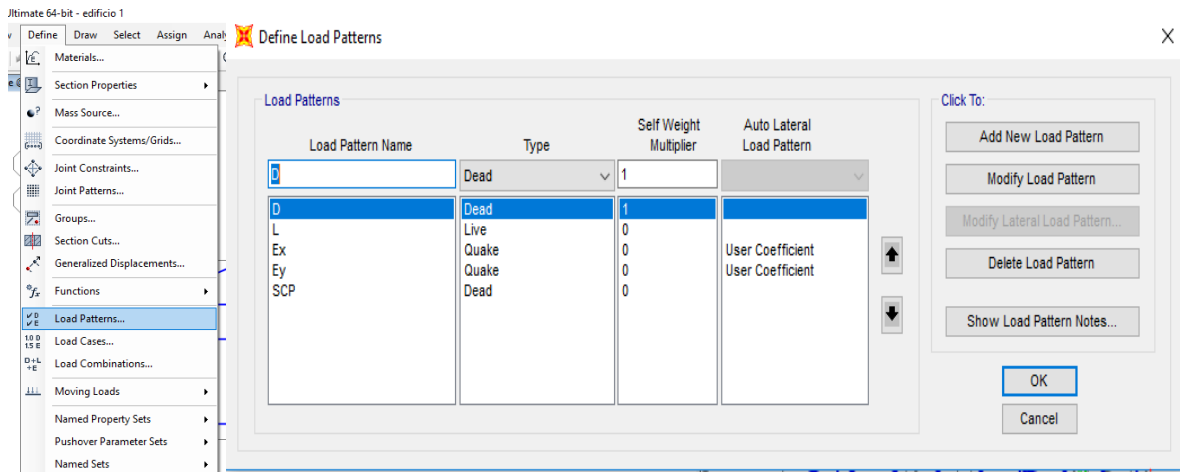 Ultimate 64-bit - edificio 1
Define Draw Select Assign
Materials...
Section Properties
Mass Source...
Coordinate Systems/Grids...
Joint Constraints...
Joint Patterns...
Groups...
Section Cuts...
Generalized Displacements...
Functions
Load Patterns...
Load Cases...
Load Combinations...
Moving Loads
Named Property Sets
Pushover Parameter Sets
Named Sets
Define Load Patterns
Load Patterns
Load Pattern Name Type Self Weight Multiplier Auto Lateral Load Pattern
D Dead 1
D Dead 1
L Live 0
Ex Quake 0 User Coefficient
Ey Quake 0 User Coefficient
SCP Dead 0
Click To:
Add New Load Pattern
Modify Load Pattern
Modify Lateral Load Pattern...
Delete Load Pattern
Show Load Pattern Notes...
OK
Cancel